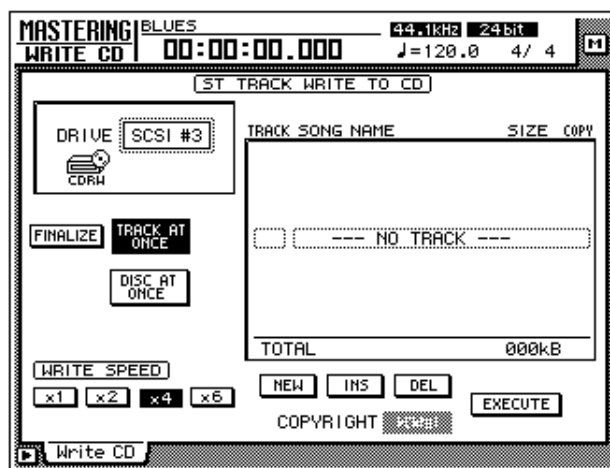 MASTERING BLUES 44.1kHz 24bit
WRITE CD 00:00:00.000 ♩=120.0 4/ 4 M
ST TRACK WRITE TO CD
DRIVE SCSI #3
CDRW
TRACK SONG NAME SIZE COPY
FINALIZE
TRACK AT
ONCE
--- NO TRACK ---
DISC AT
ONCE
TOTAL 000kB
WRITE SPEED
x1 x2 x4 x6
NEW INS DEL
EXECUTE
COPYRIGHT
Write CD